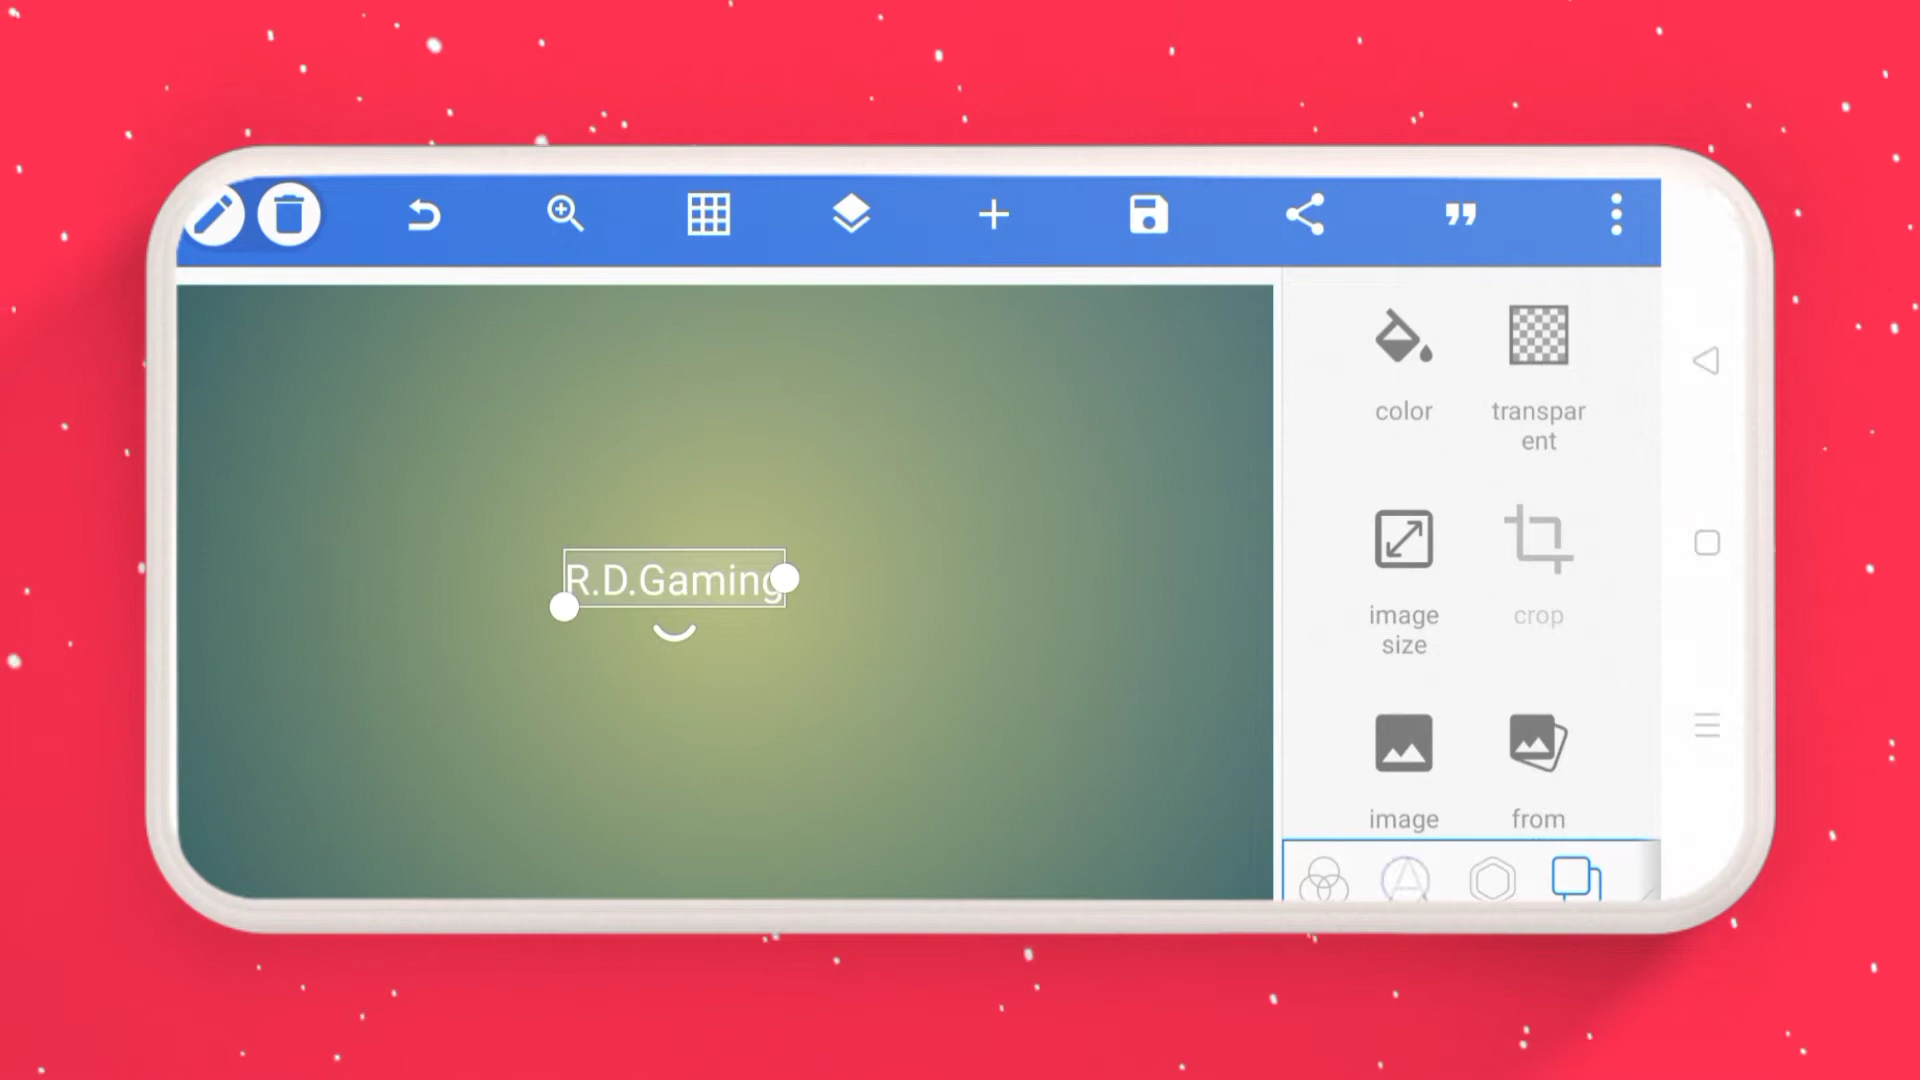 R.D.Gaming
color
transpar
ent
image
size
crop
image
from